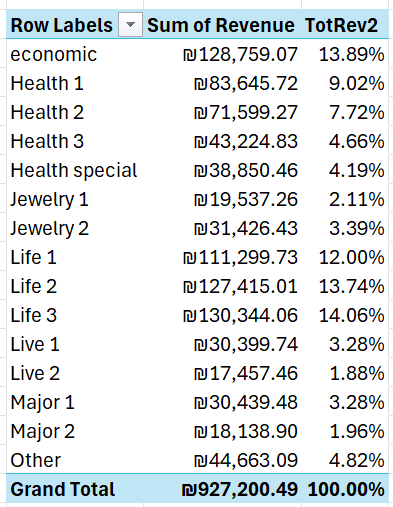 Row Labels Sum of Revenue TotRev2
economic ₪128,759.07 13.89%
Health 1 ₪83,645.72 9.02%
Health 2 ₪71,599.27 7.72%
Health 3 ₪43,224.83 4.66%
Health special ₪38,850.46 4.19%
Jewelry 1 ₪19,537.26 2.11%
Jewelry 2 ₪31,426.43 3.39%
Life 1 ₪111,299.73 12.00%
Life 2 ₪127,415.01 13.74%
Life 3 ₪130,344.06 14.06%
Live 1 ₪30,399.74 3.28%
Live 2 ₪17,457.46 1.88%
Major 1 ₪30,439.48 3.28%
Major 2 ₪18,138.90 1.96%
Other ₪44,663.09 4.82%
Grand Total ₪927,200.49 100.00%